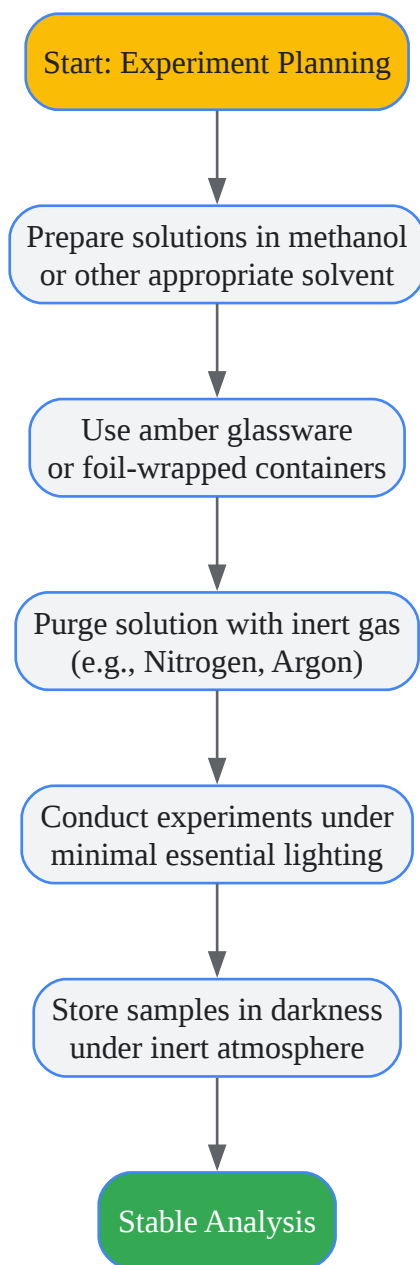 Start: Experiment Planning
Prepare solutions in methanol
or other appropriate solvent
Use amber glassware
or foil-wrapped containers
Purge solution with inert gas
(e.g., Nitrogen, Argon)
Conduct experiments under
minimal essential lighting
Store samples in darkness
under inert atmosphere
Stable Analysis